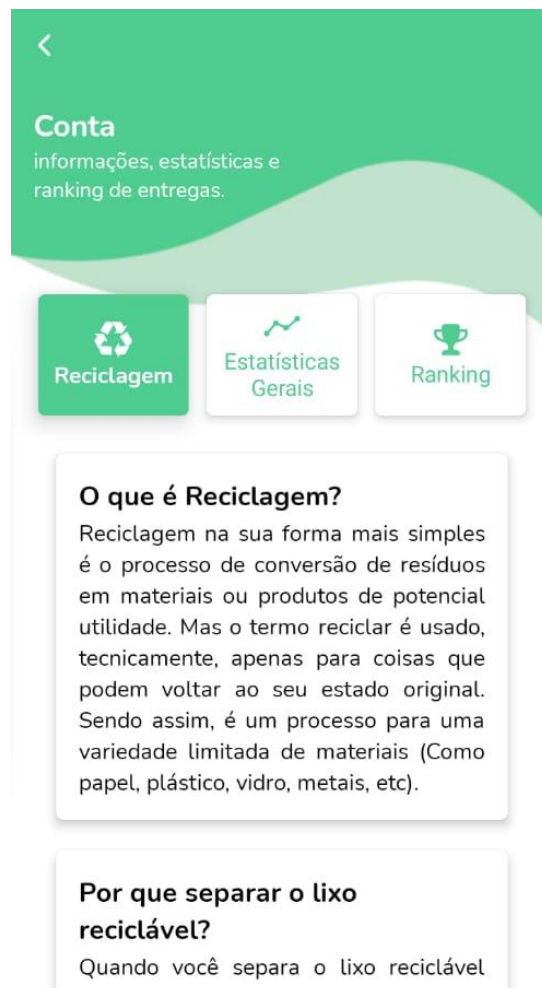 Conta
informações, estatísticas e
ranking de entregas.
Reciclagem
Estatísticas
Gerais
Ranking
O que é Reciclagem?
Reciclagem na sua forma mais simples
é o processo de conversão de resíduos
em materiais ou produtos de potencial
utilidade. Mas o termo reciclar é usado,
tecnicamente, apenas para coisas que
podem voltar ao seu estado original.
Sendo assim, é um processo para uma
variedade limitada de materiais (Como
papel, plástico, vidro, metais, etc).
Por que separar o lixo
reciclável?
Quando você separa o lixo reciclável